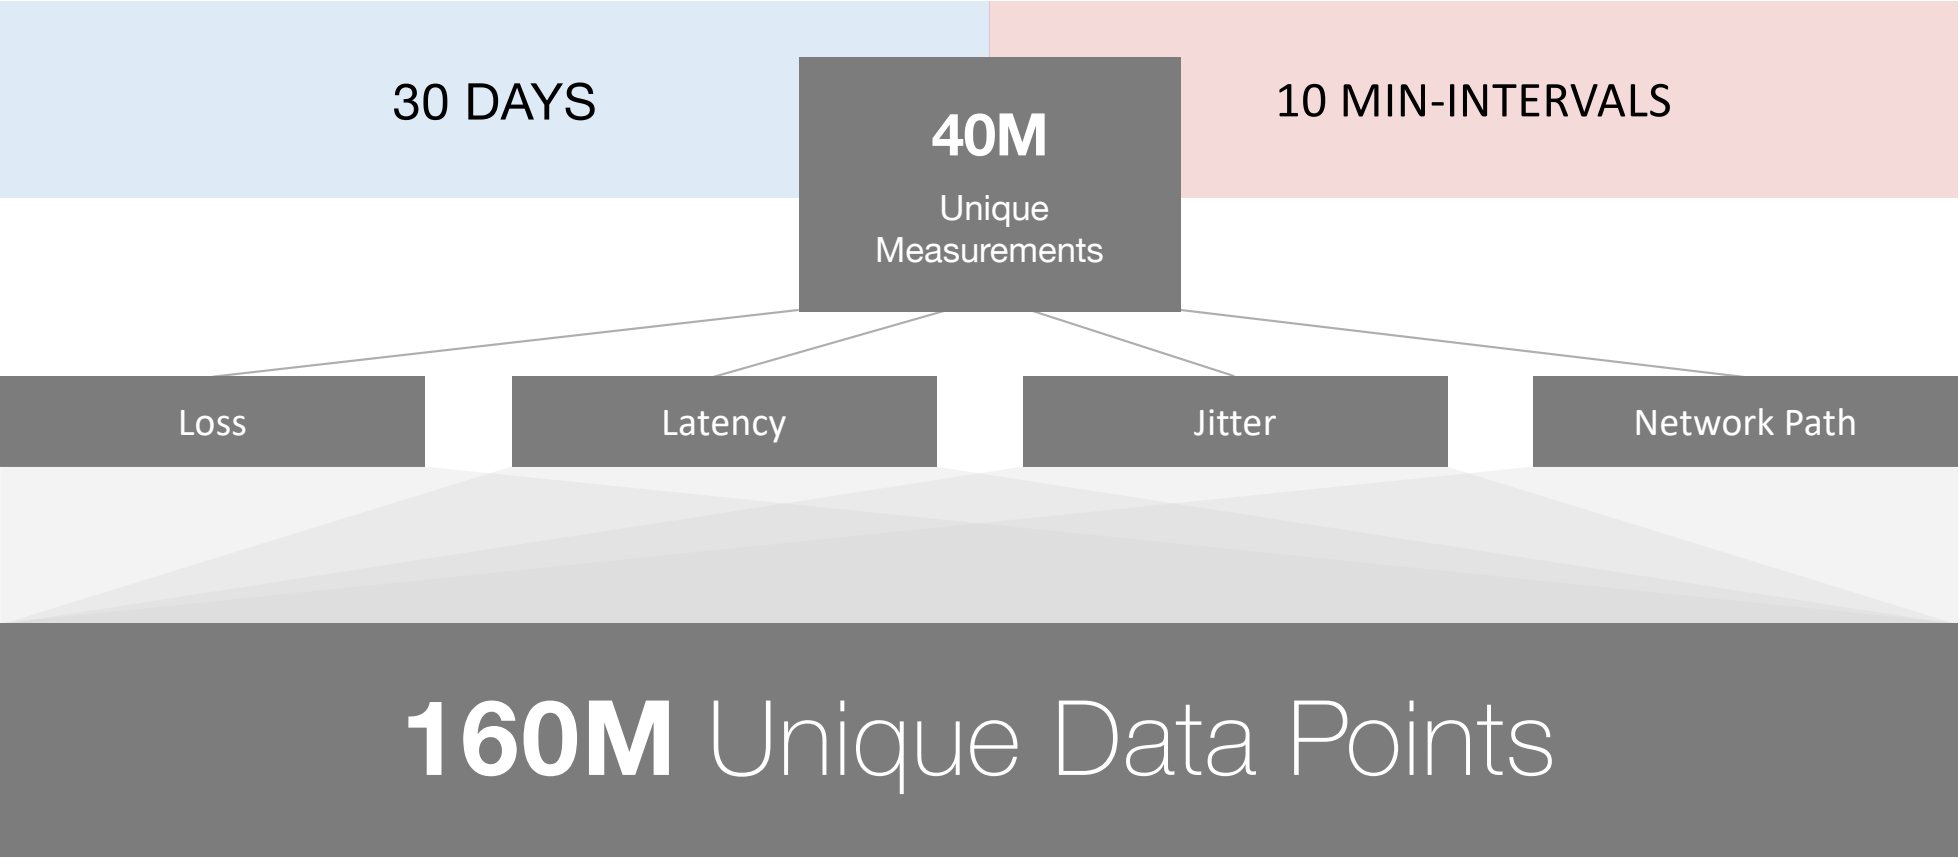 30 DAYS
40M
Unique
Measurements
10 MIN-INTERVALS
Loss
Latency
Jitter
Network Path
160M Unique Data Points